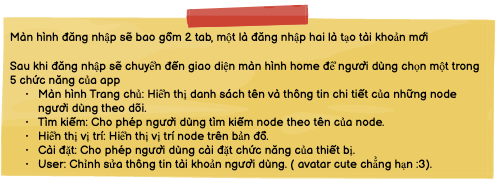 Màn hình đăng nhập sẽ bao gồm 2 tab, một là đăng nhập hai là tạo tài khoản mới
Sau khi đăng nhập sẽ chuyển đến giao diện màn hình home để người dùng chọn một trong
5 chức năng của app
• Màn hình Trang chủ: Hiển thị danh sách tên và thông tin chi tiết của những node
người dùng theo dõi.
• Tìm kiếm: Cho phép người dùng tìm kiếm node theo tên của node.
• Hiển thị vị trí: Hiển thị vị trí node trên bản đồ.
• Cài đặt: Cho phép người dùng cài đặt chức năng của thiết bị.
• User: Chỉnh sửa thông tin tài khoản người dùng. ( avatar cute chẳng hạn :3).